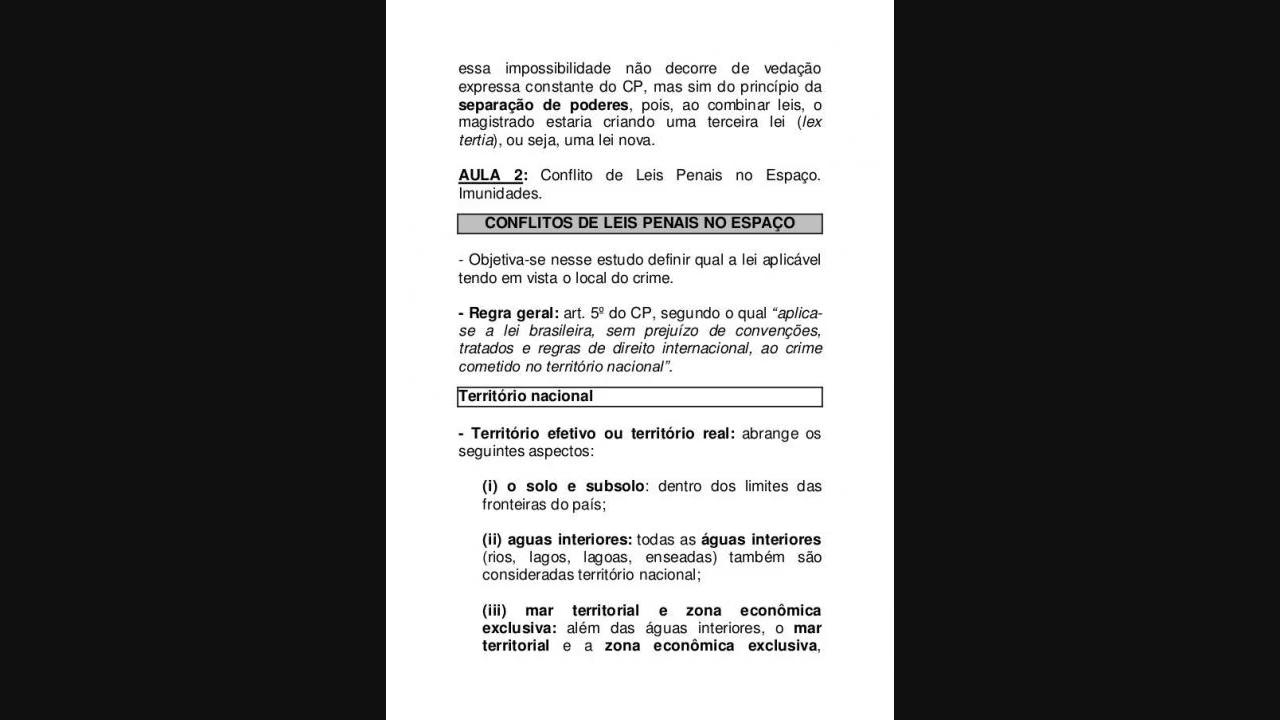 essa impossibilidade não decorre de vedação
expressa constante do CP, mas sim do princípio da
separação de poderes, pois, ao combinar leis, o
magistrado estaria criando uma terceira lei (lex
tertia), ou seja, uma lei nova.
AULA 2: Conflito de Leis Penais no Espaço.
Imunidades.
CONFLITOS DE LEIS PENAIS NO ESPAÇO
- Objetiva-se nesse estudo definir qual a lei aplicável
tendo em vista o local do crime.
- Regra geral: art. 5º do CP, segundo o qual “aplica-
se a lei brasileira, sem prejuízo de convenções,
tratados e regras de direito internacional, ao crime
cometido no território nacional”.
Território nacional
- Território efetivo ou território real: abrange os
seguintes aspectos:
(i) o solo e subsolo: dentro dos limites das
fronteiras do país;
(ii) aguas interiores: todas as águas interiores
(rios, lagos, lagoas, enseadas) também são
consideradas território nacional;
(iii) mar territorial e zona econômica
exclusiva: além das águas interiores, o mar
territorial e a zona econômica exclusiva,